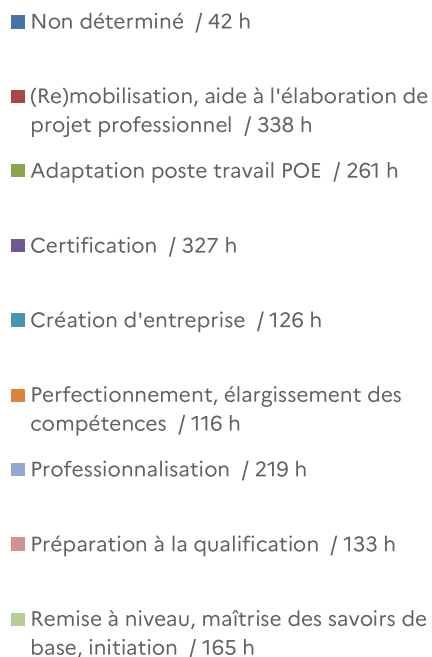 Non déterminé / 42 h
(Re)mobilisation, aide à l'élaboration de
projet professionnel / 338 h
Adaptation poste travail POE / 261 h
Certification / 327 h
Création d'entreprise / 126 h
Perfectionnement, élargissement des
compétences / 116 h
Professionnalisation / 219 h
Préparation à la qualification / 133 h
Remise à niveau, maîtrise des savoirs de
base, initiation / 165 h